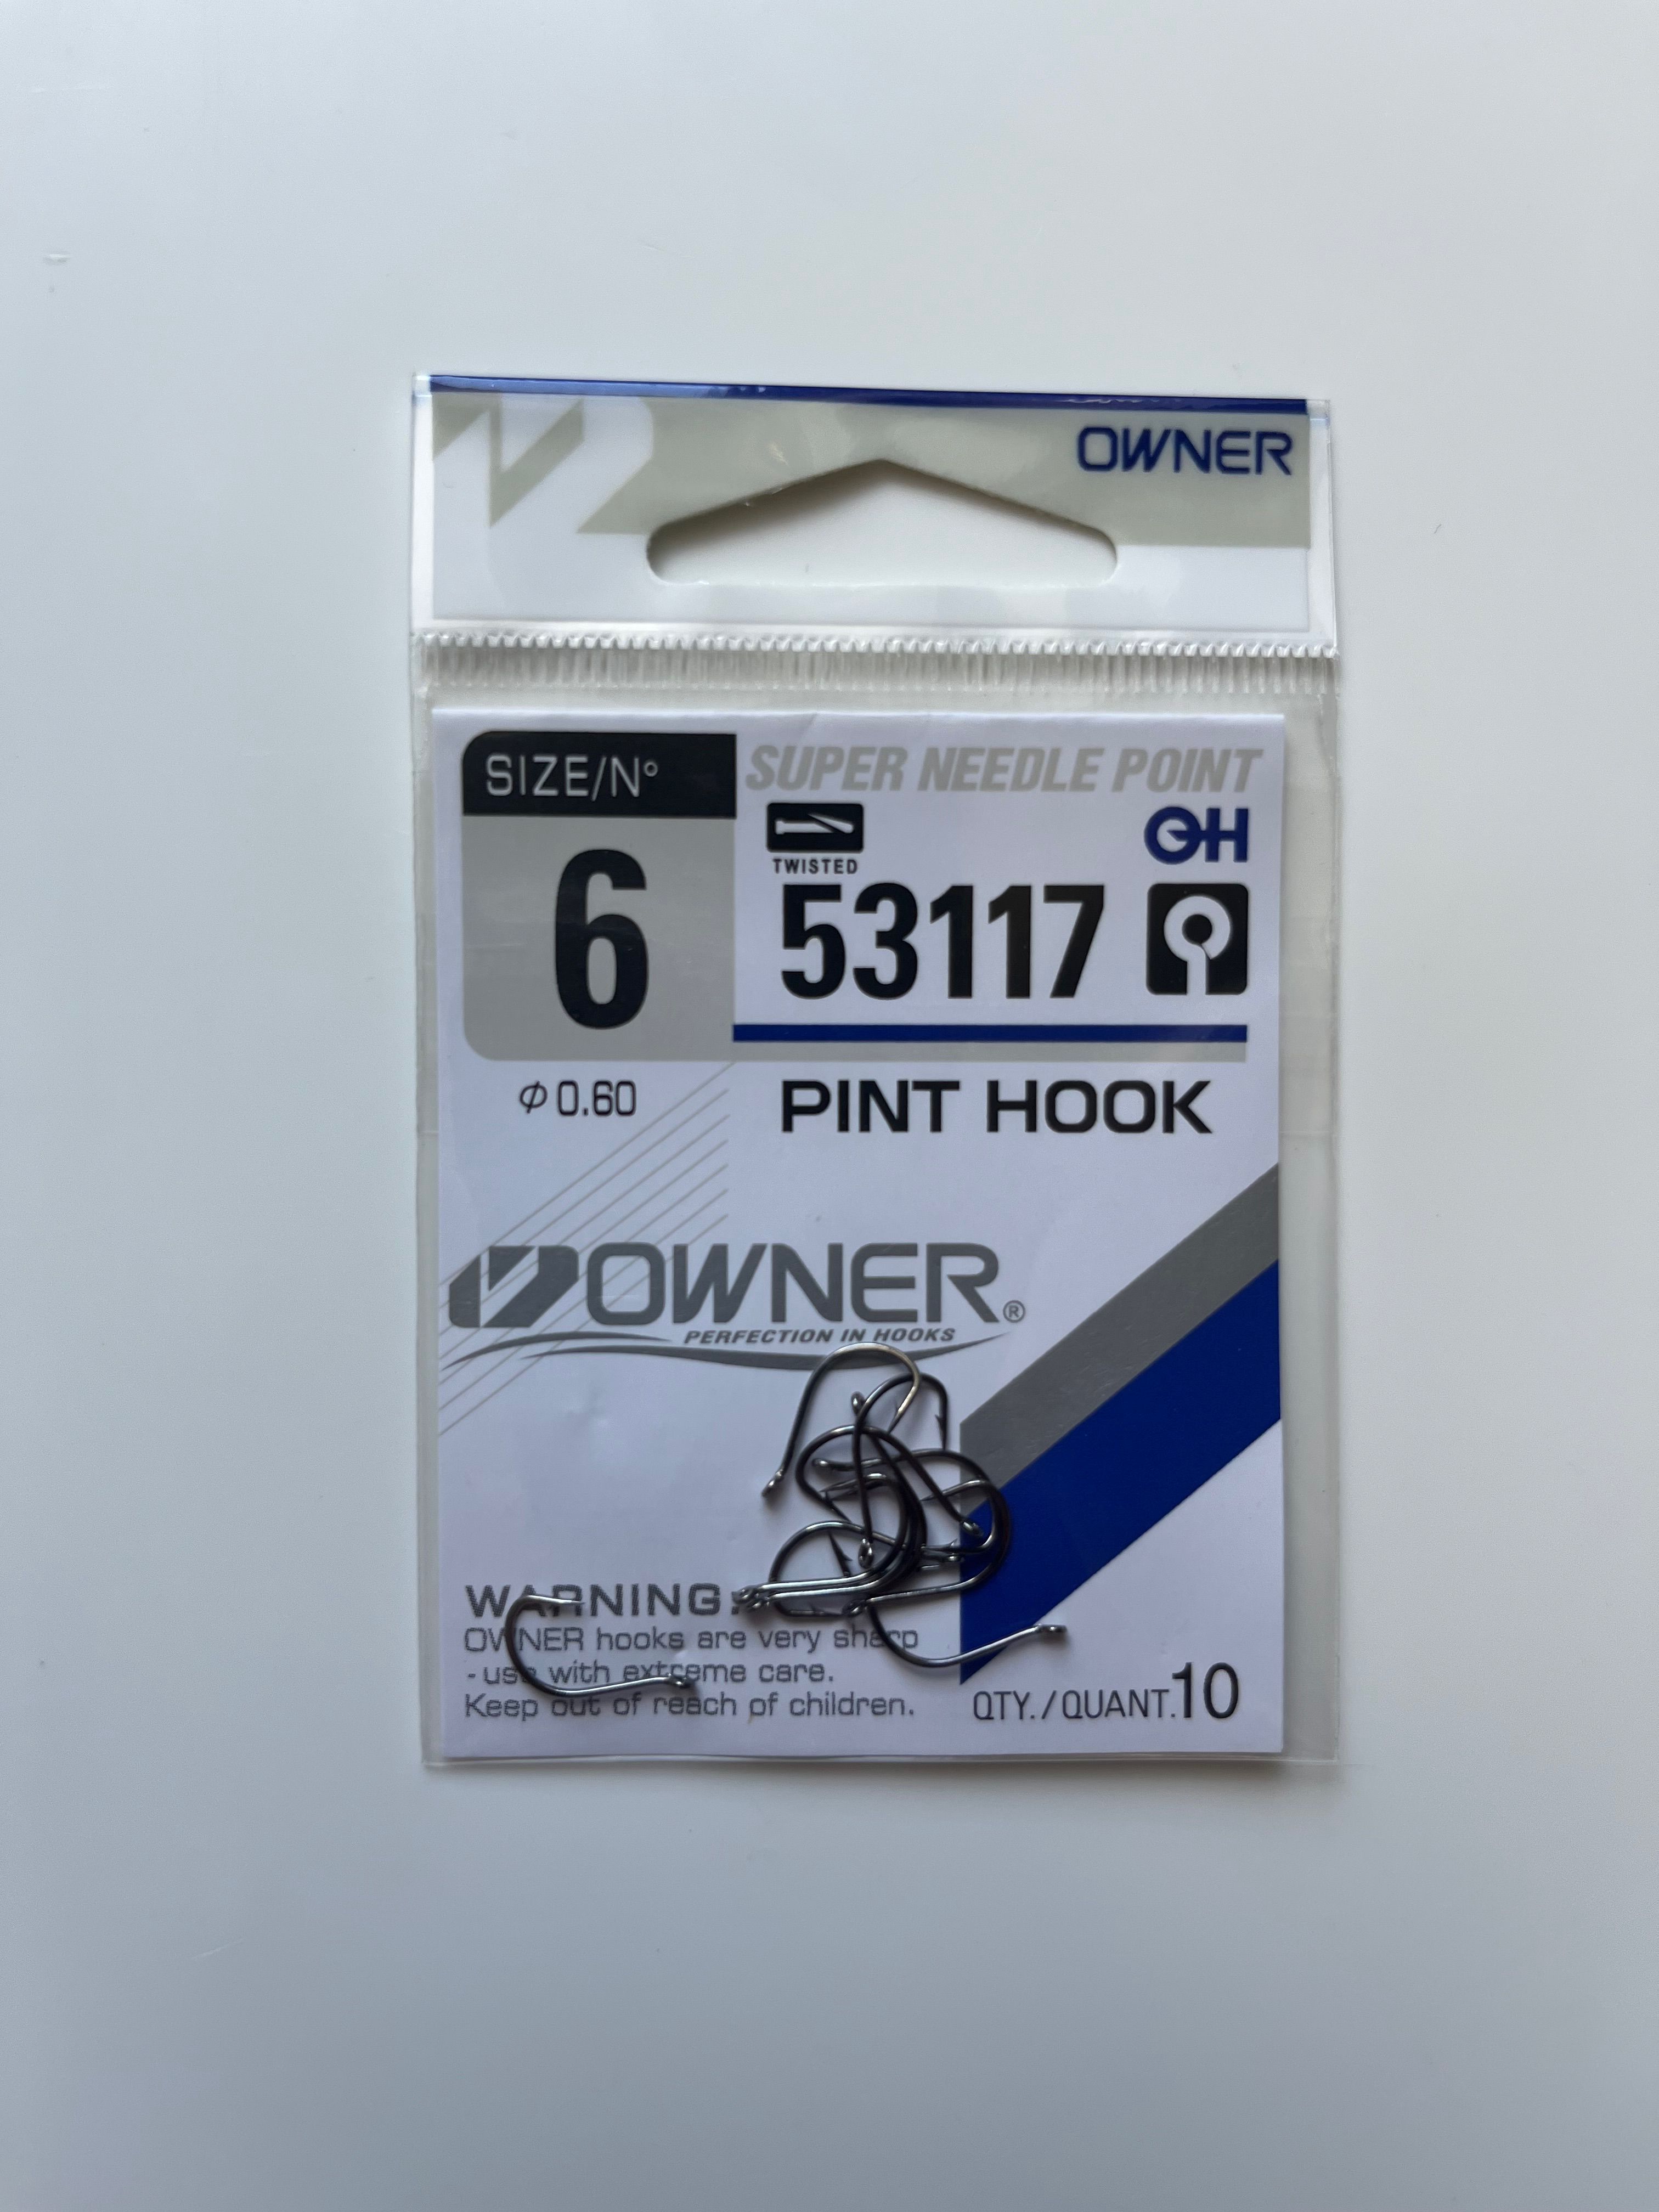 OWNER
SIZE/Nº
SUPER NEEDLE POINT
TWISTED
6
53117
Φ 0.60
PINT HOOK
OWNER®
PERFECTION IN HOOKS
WARNING:
OWNER hooks are very sharp
- use with extreme care.
Keep out of reach of children.
QTY./QUANT.10